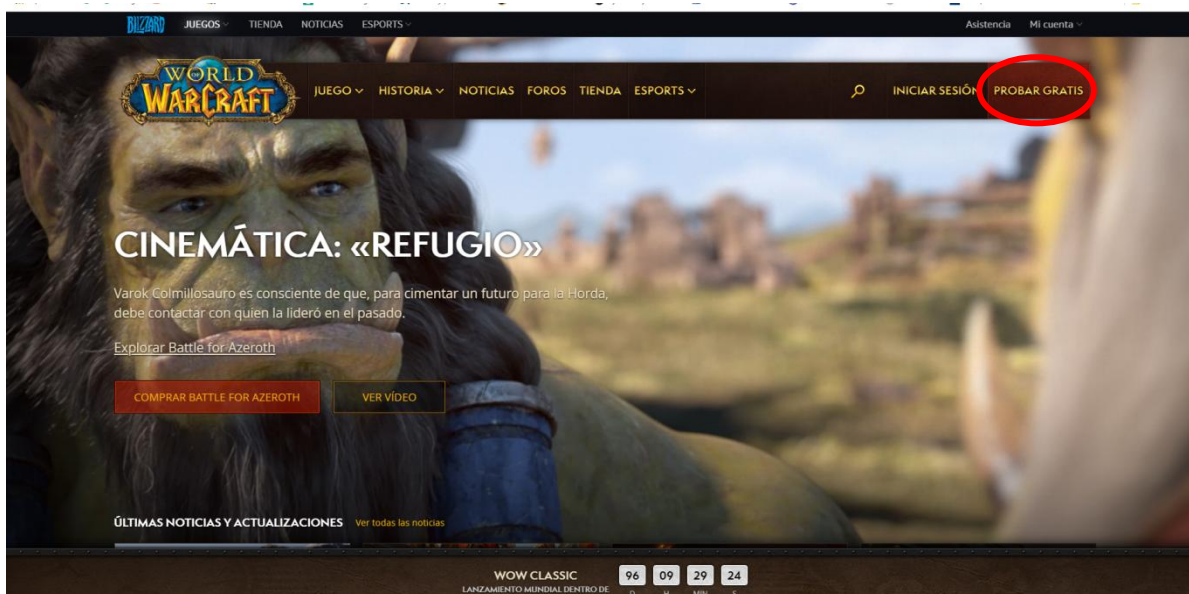 BLIZZARD JUEGOS TIENDA NOTICIAS ESPORTS Asistencia Mi cuenta
WORLD
WARCRAFT
JUEGO HISTORIA NOTICIAS FOROS TIENDA ESPORTS INICIAR SESIÓN PROBAR GRATIS
CINEMÁTICA: «REFUGIO»
Varok Colmillosauro es consciente de que, para cimentar un futuro para la Horda,
debe contactar con quien la lideró en el pasado.
Explorar Battle for Azeroth
COMPRAR BATTLE FOR AZEROTH VER VÍDEO
ÚLTIMAS NOTICIAS Y ACTUALIZACIONES Ver todas las noticias
WOW CLASSIC 96 09 29 24
LANZAMIENTO MUNDIAL DENTRO DE D H MIN S